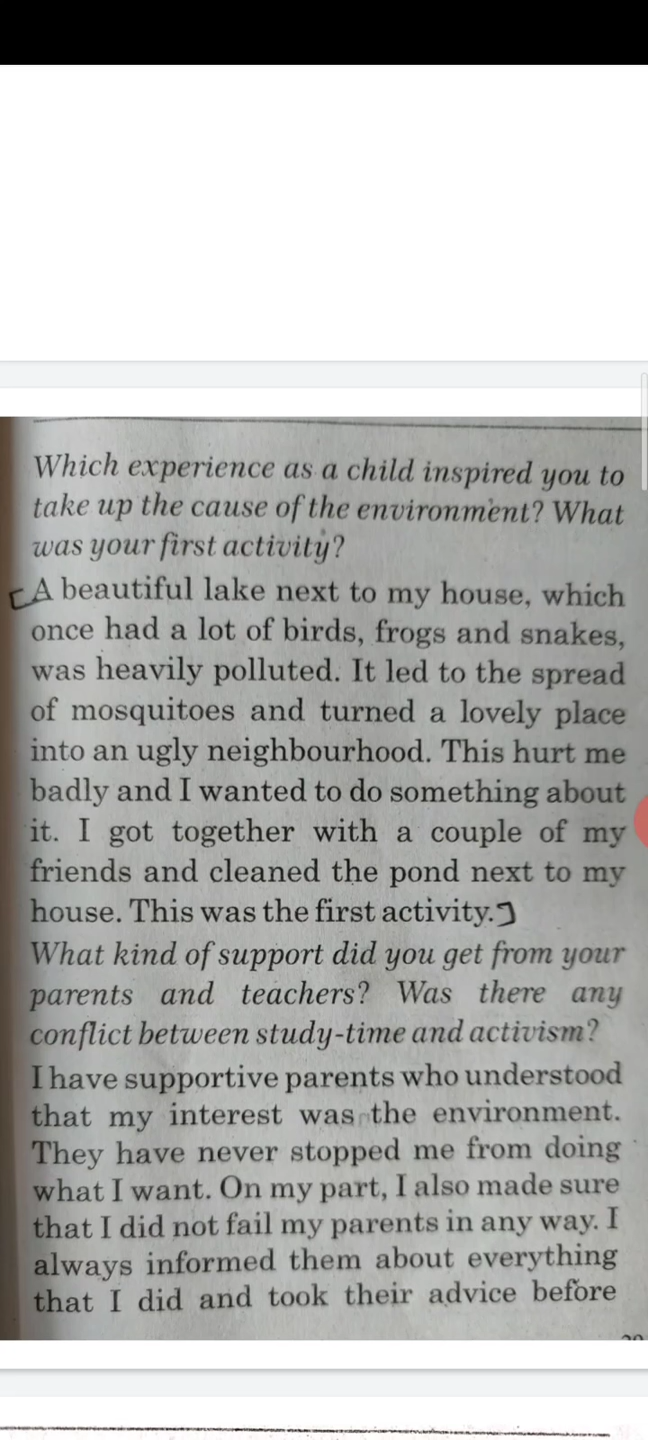 Which experience as a child inspired you to
take up the cause of the environment? What
was your first activity?
A beautiful lake next to my house, which
once had a lot of birds, frogs and snakes,
was heavily polluted. It led to the spread
of mosquitoes and turned a lovely place
into an ugly neighbourhood. This hurt me
badly and I wanted to do something about
it. I got together with a couple of my
friends and cleaned the pond next to my
house. This was the first activity.
What kind of support did you get from your
parents and teachers? Was there any
conflict between study-time and activism?
I have supportive parents who understood
that my interest was the environment.
They have never stopped me from doing
what I want. On my part, I also made sure
that I did not fail my parents in any way. I
always informed them about everything
that I did and took their advice before